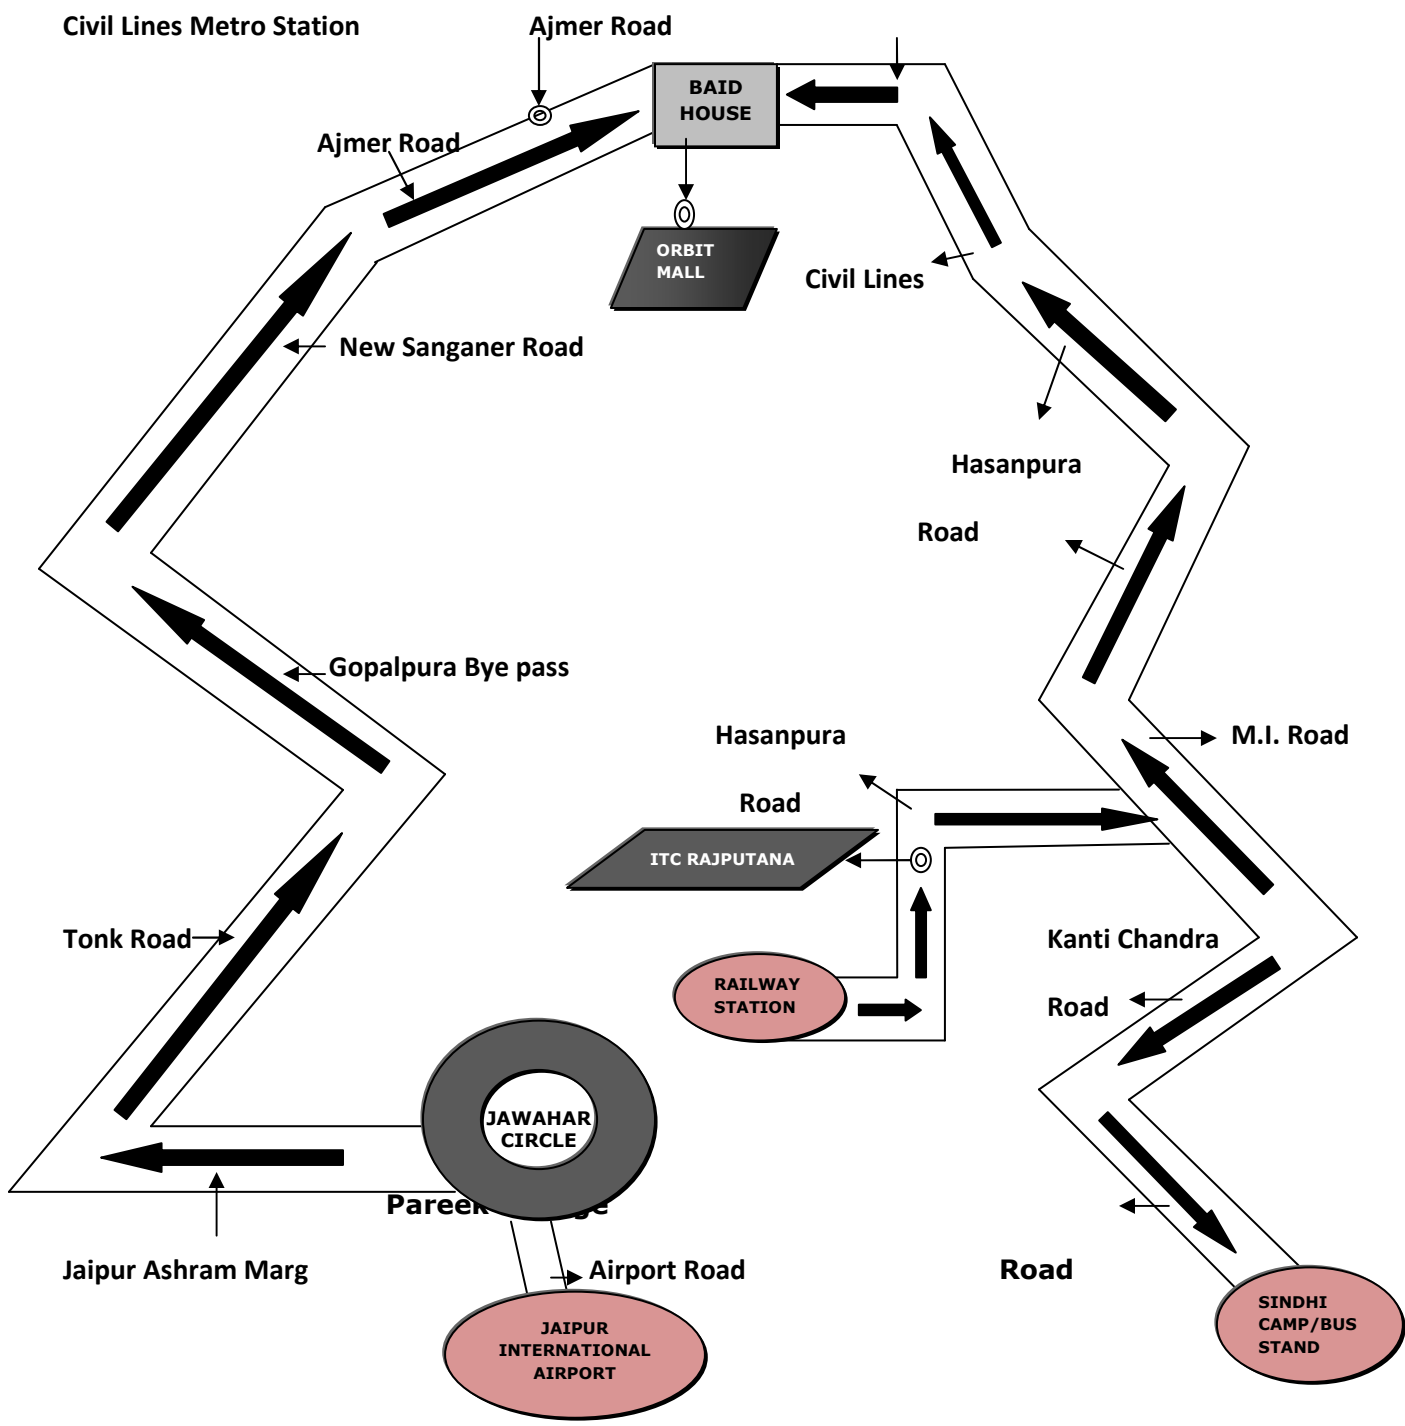 Civil Lines Metro Station
Ajmer Road
BAID
HOUSE
Ajmer Road
ORBIT
MALL
Civil Lines
New Sanganer Road
Hasanpura
Road
Gopalpura Bye pass
Hasanpura
Road
M.I. Road
ITC RAJPUTANA
Tonk Road
Kanti Chandra
Road
RAILWAY
STATION
JAWAHAR
CIRCLE
Pareek
Jaipur Ashram Marg
Airport Road
Road
JAIPUR
INTERNATIONAL
AIRPORT
SINDHI
CAMP/BUS
STAND